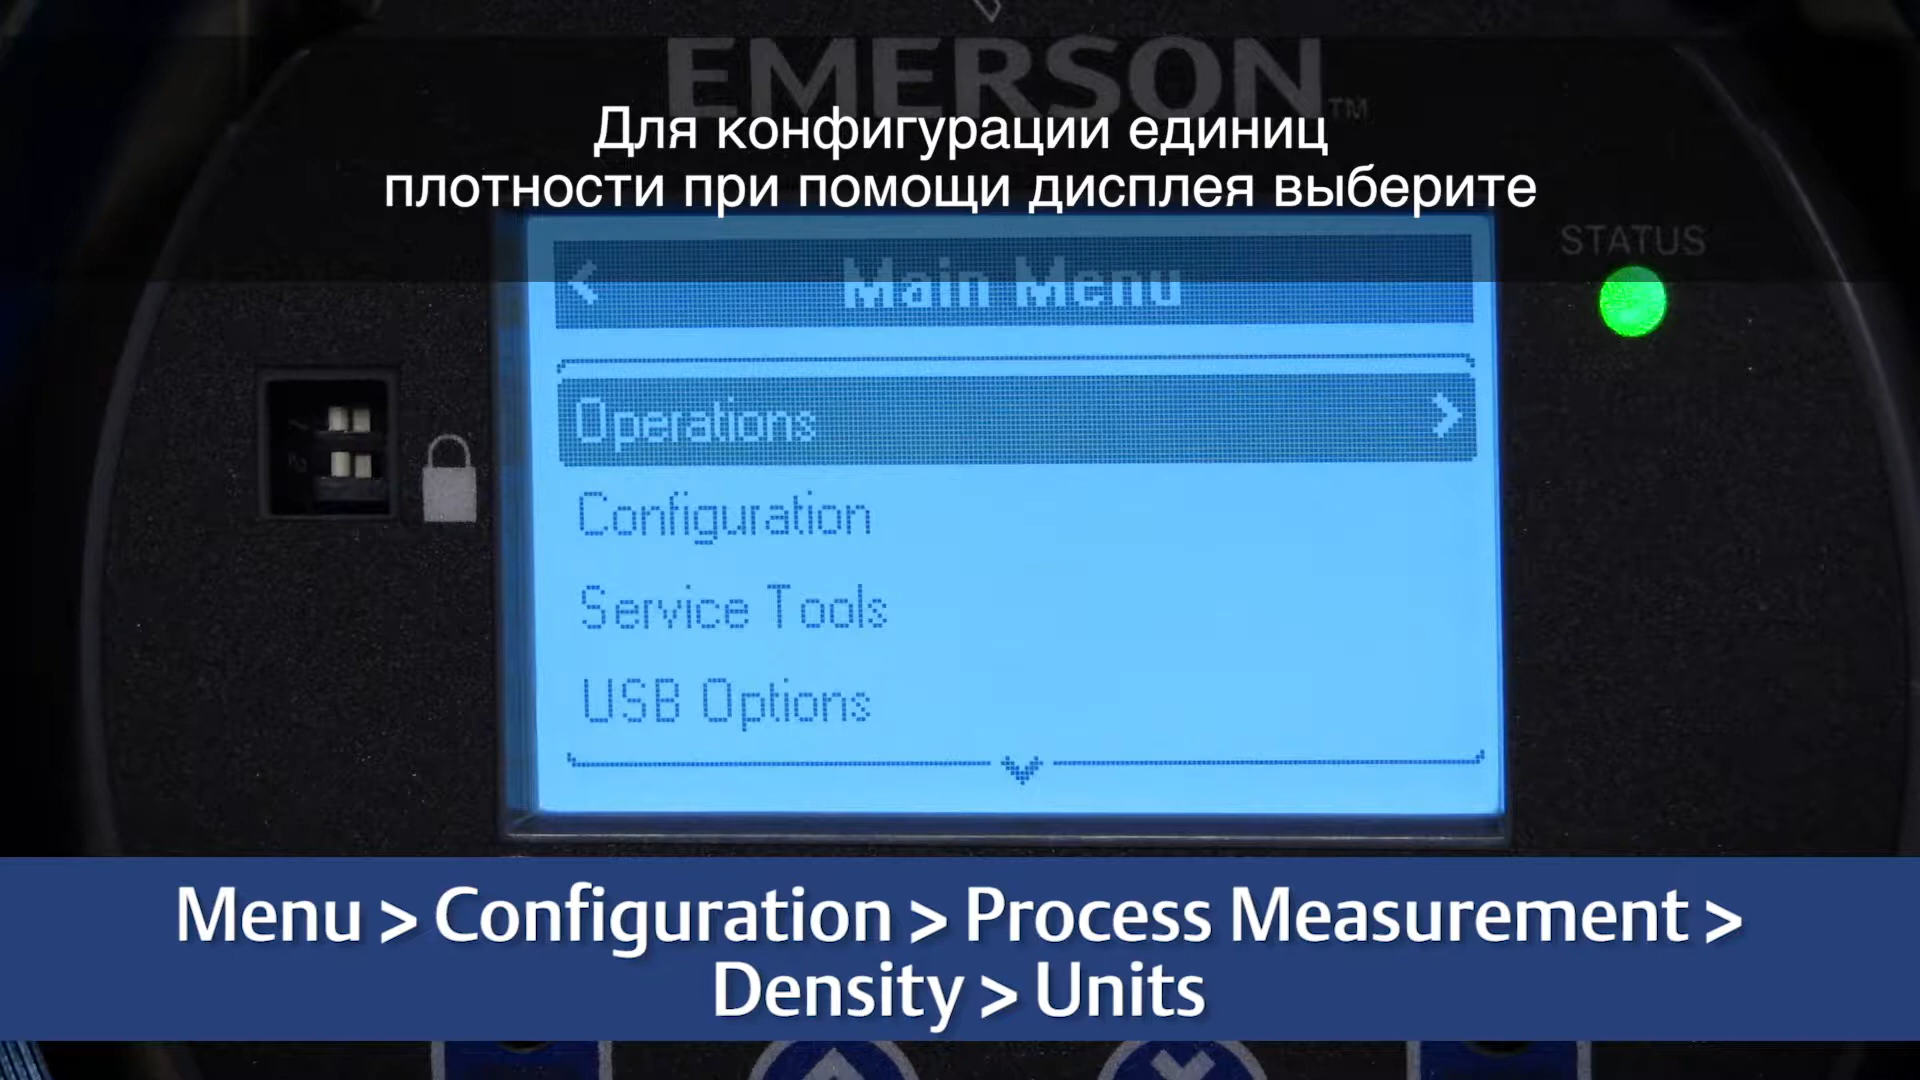 EMERSON™
Для конфигурации единиц
плотности при помощи дисплея выберите
STATUS
Main Menu
Operations
Configuration
Service Tools
USB Options
Menu > Configuration > Process Measurement >
Density > Units